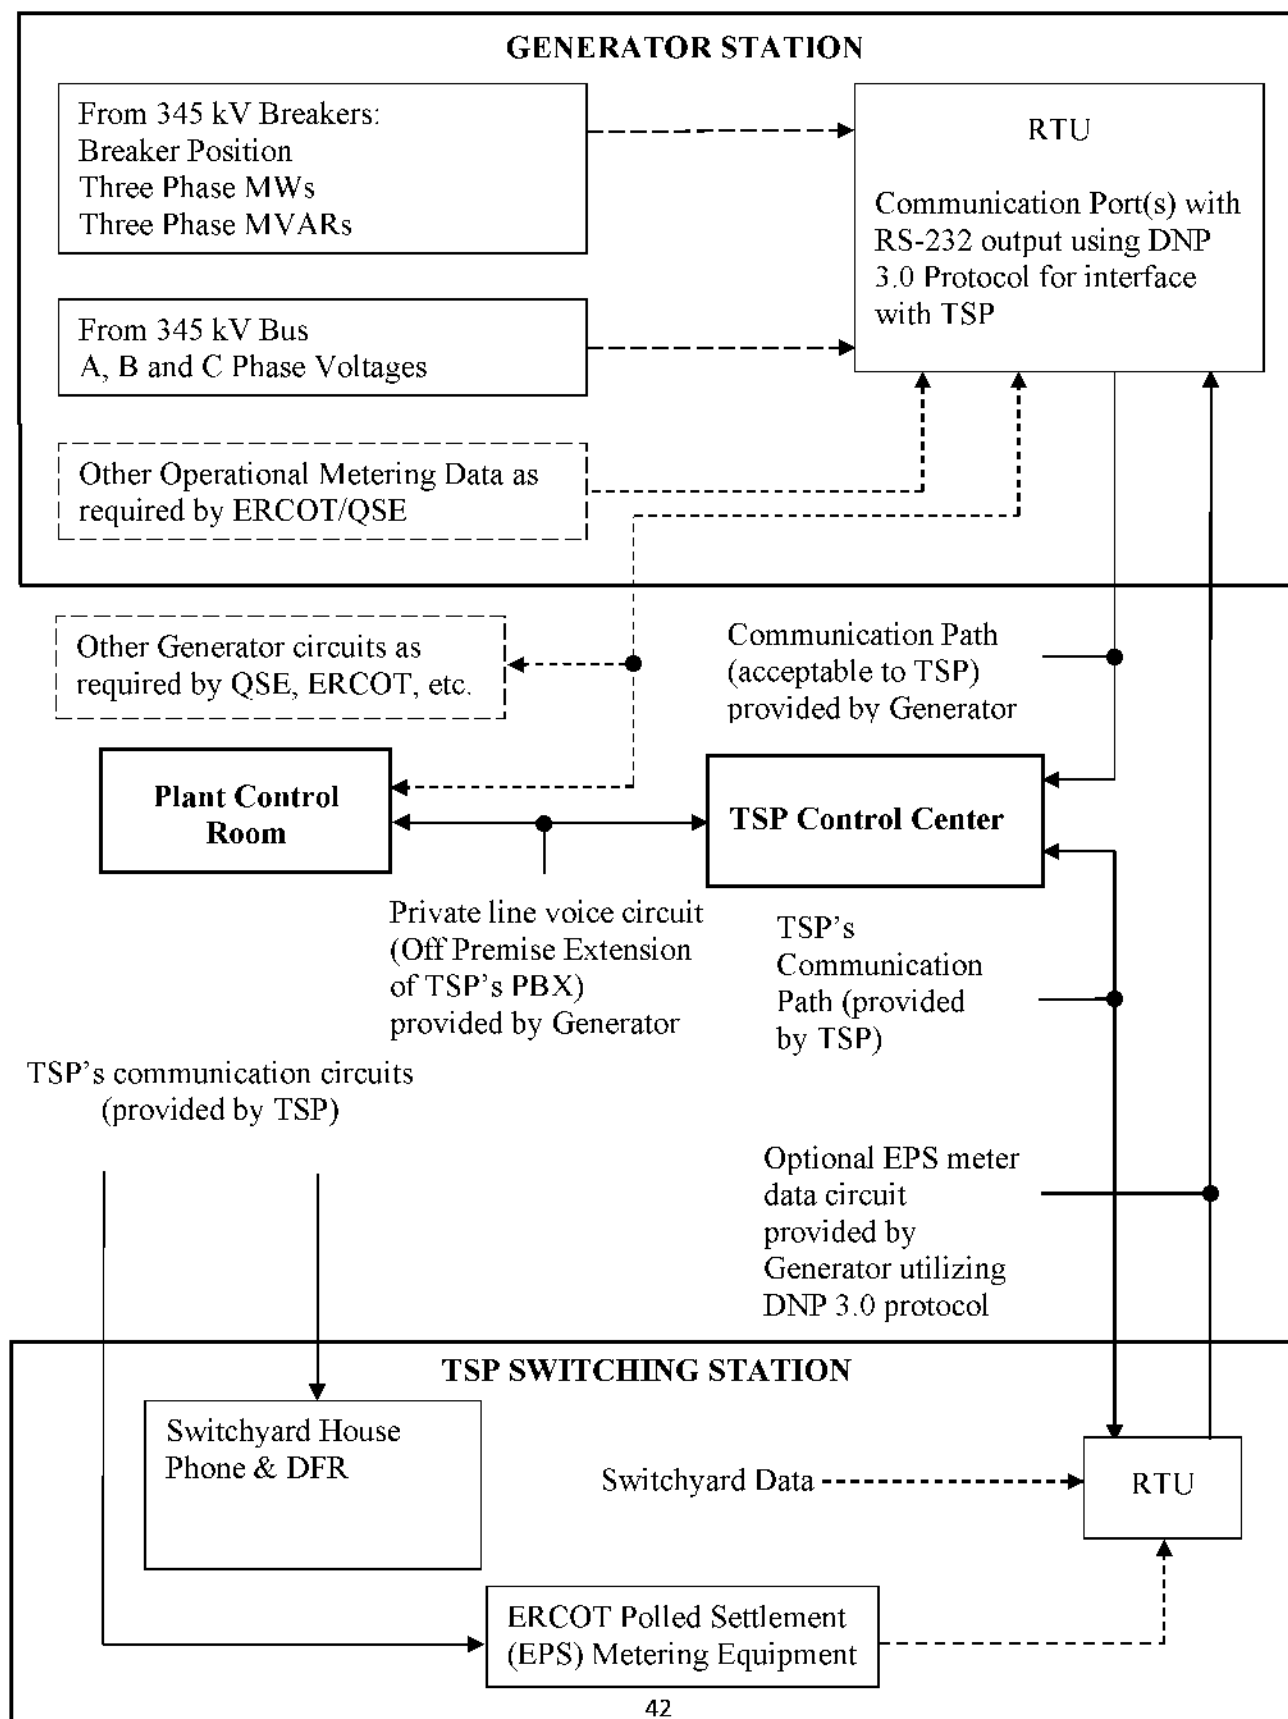 GENERATOR STATION
From 345 kV Breakers:
Breaker Position
Three Phase MWs
Three Phase MVARs
RTU
Communication Port(s) with
RS-232 output using DNP
3.0 Protocol for interface
with TSP
From 345 kV Bus
A, B and C Phase Voltages
Other Operational Metering Data as
required by ERCOT/QSE
Other Generator circuits as
required by QSE, ERCOT, etc.
Communication Path
(acceptable to TSP)
provided by Generator
Plant Control
Room
TSP Control Center
Private line voice circuit
(Off Premise Extension
of TSP's PBX)
provided by Generator
TSP's
Communication
Path (provided
by TSP)
TSP's communication circuits
(provided by TSP)
Optional EPS meter
data circuit
provided by
Generator utilizing
DNP 3.0 protocol
TSP SWITCHING STATION
Switchyard House
Phone & DFR
Switchyard Data
RTU
ERCOT Polled Settlement
(EPS) Metering Equipment
42